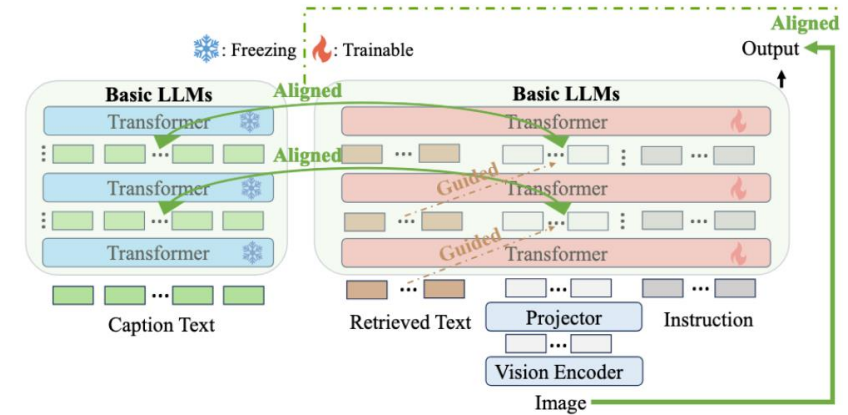 Aligned
: Freezing
: Trainable
Output
Basic LLMs
Aligned
Basic LLMs
Transformer
Transformer
Aligned
Guided
Transformer
Transformer
Guided
Transformer
Transformer
Caption Text
Retrieved Text
Projector
Instruction
Vision Encoder
Image